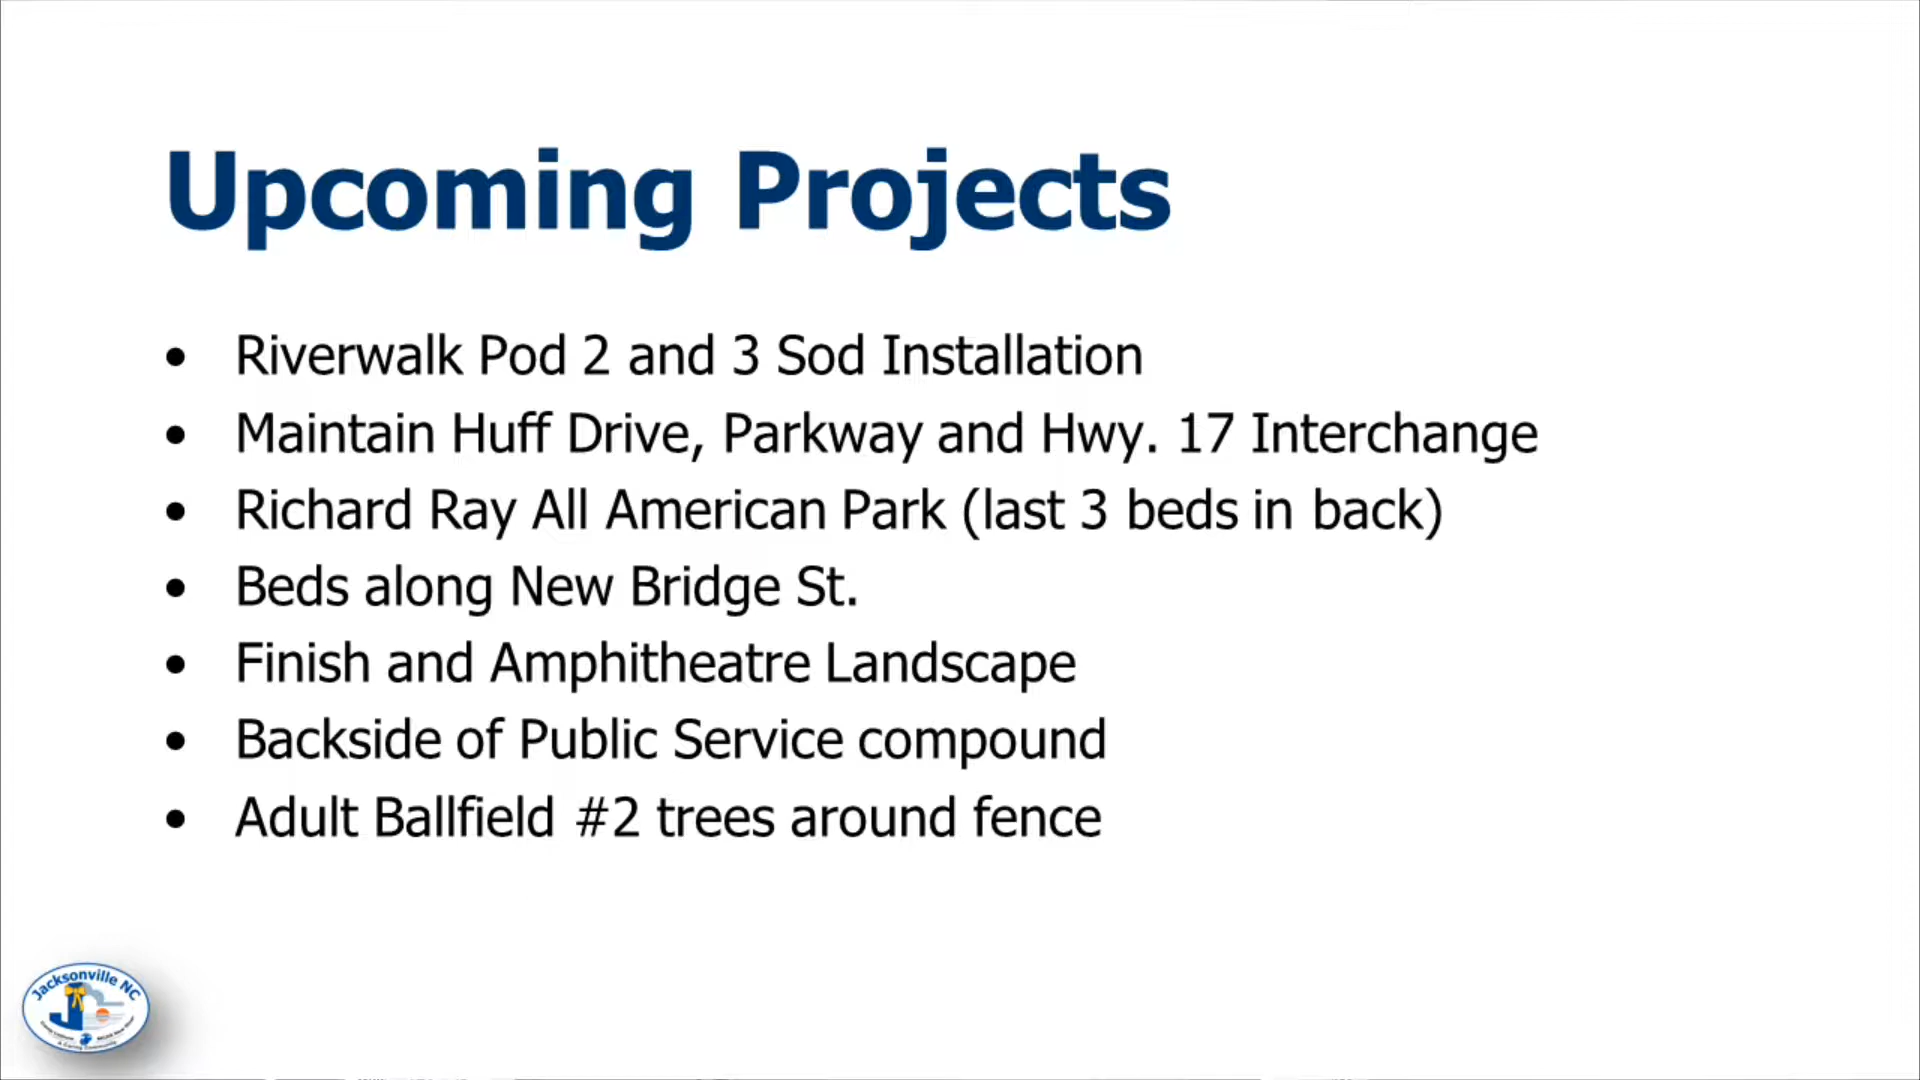 Upcoming Projects
• Riverwalk Pod 2 and 3 Sod Installation
• Maintain Huff Drive, Parkway and Hwy. 17 Interchange
• Richard Ray All American Park (last 3 beds in back)
• Beds along New Bridge St.
• Finish and Amphitheatre Landscape
• Backside of Public Service compound
• Adult Ballfield #2 trees around fence
Jacksonville NC
A Caring Community